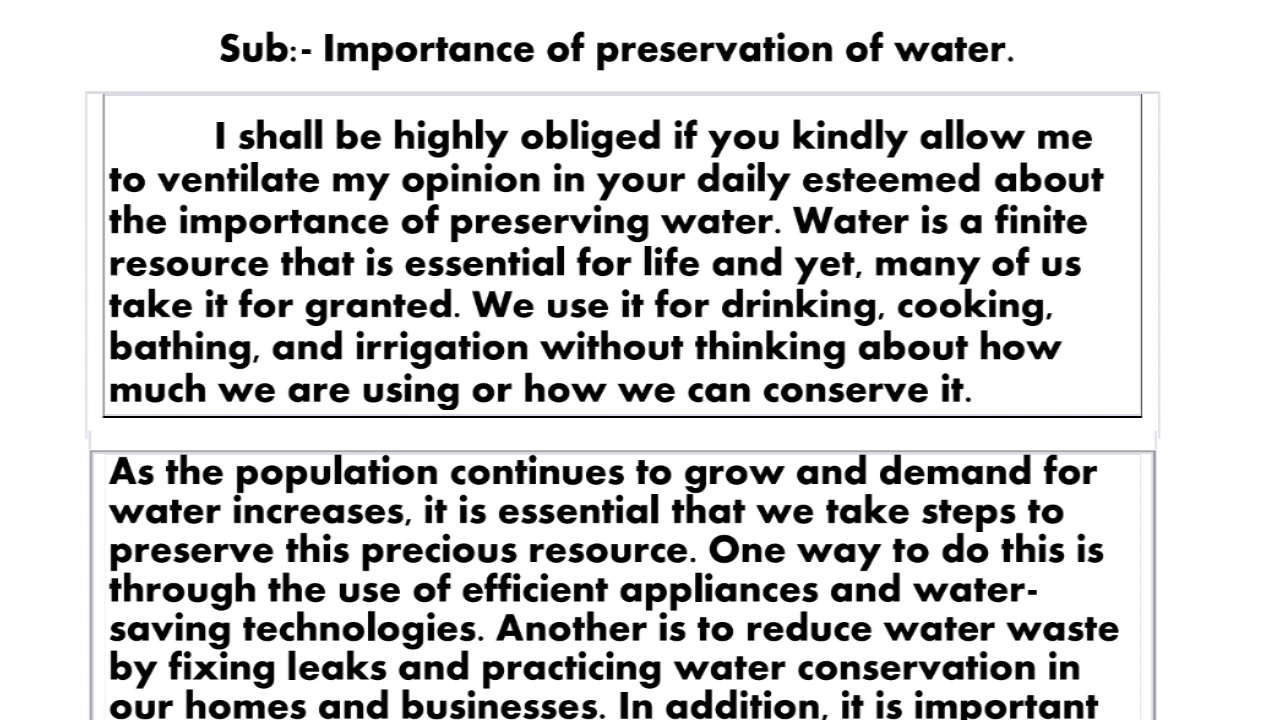 Sub:- Importance of preservation of water.
I shall be highly obliged if you kindly allow me
to ventilate my opinion in your daily esteemed about
the importance of preserving water. Water is a finite
resource that is essential for life and yet, many of us
take it for granted. We use it for drinking, cooking,
bathing, and irrigation without thinking about how
much we are using or how we can conserve it.
As the population continues to grow and demand for
water increases, it is essential that we take steps to
preserve this precious resource. One way to do this is
through the use of efficient appliances and water-
saving technologies. Another is to reduce water waste
by fixing leaks and practicing water conservation in
our homes and businesses. In addition, it is important